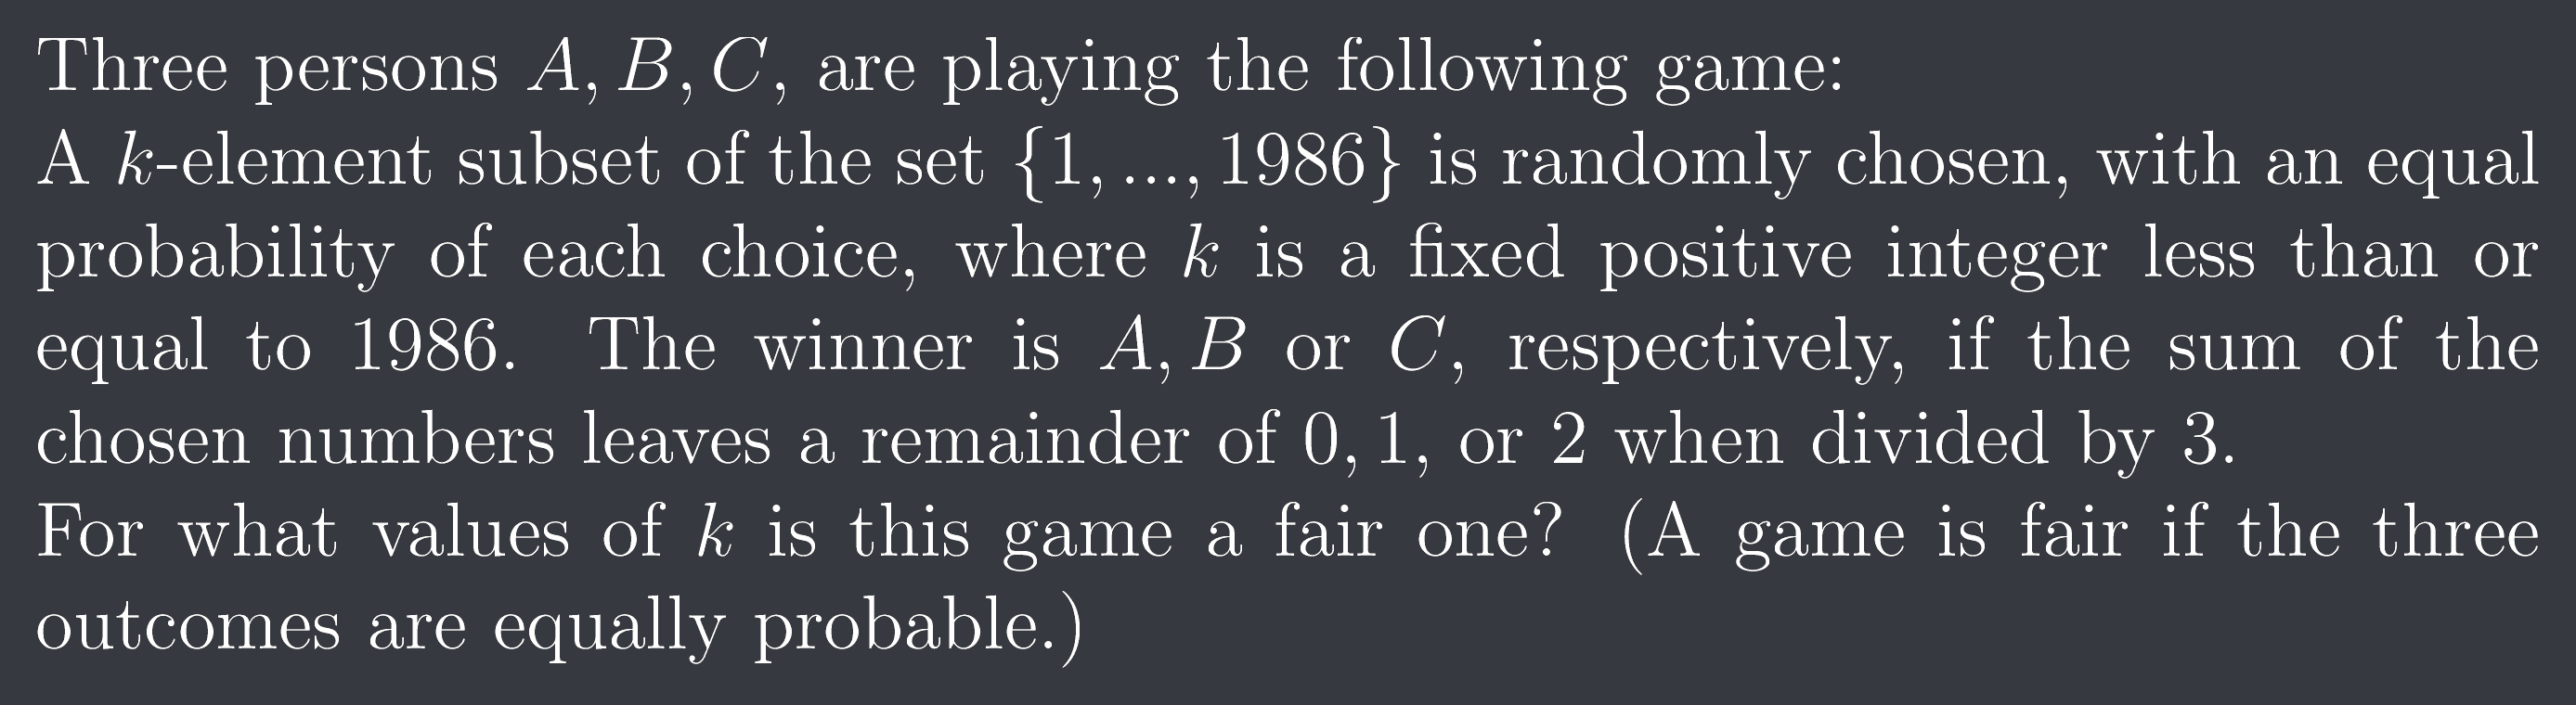 Three persons A, B, C, are playing the following game:
A k-element subset of the set {1, ..., 1986} is randomly chosen, with an equal
probability of each choice, where k is a fixed positive integer less than or
equal to 1986. The winner is A, B or C, respectively, if the sum of the
chosen numbers leaves a remainder of 0, 1, or 2 when divided by 3.
For what values of k is this game a fair one? (A game is fair if the three
outcomes are equally probable.)